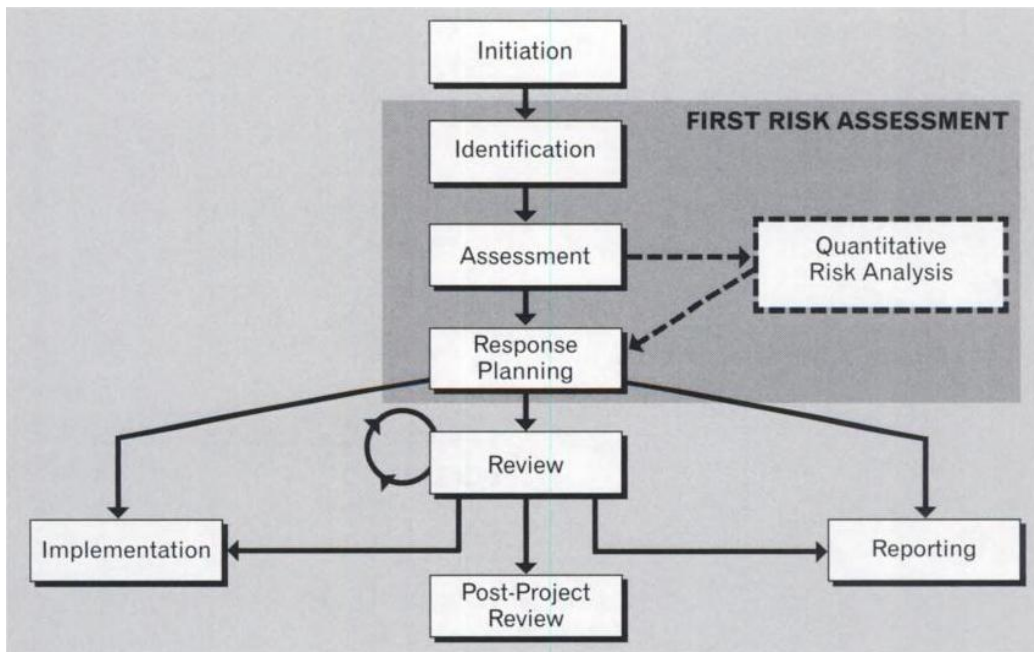 Initiation
FIRST RISK ASSESSMENT
Identification
Assessment
Quantitative
Risk Analysis
Response
Planning
Review
Implementation
Reporting
Post-Project
Review